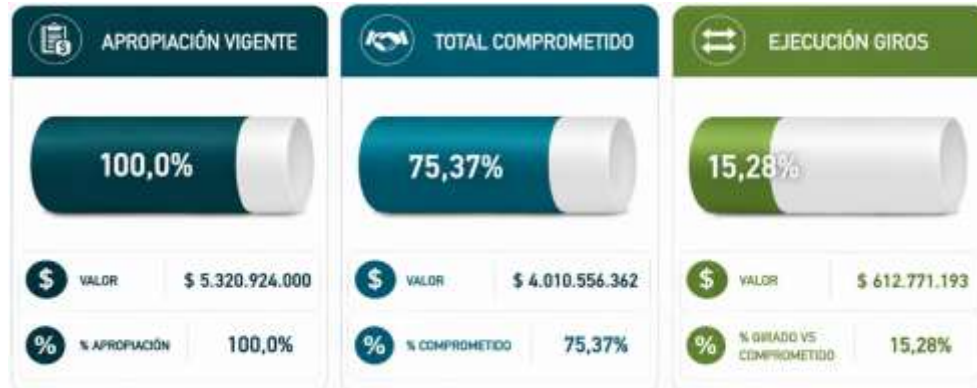 APROPIACIÓN VIGENTE
100,0%
VALOR $ 5.320.924.000
% APROPIACIÓN 100,0%
TOTAL COMPROMETIDO
75,37%
VALOR $ 4.010.556.362
% COMPROMETIDO 75,37%
EJECUCIÓN GIROS
15,28%
VALOR $ 612.771.193
% GIRADO VS
COMPROMETIDO 15,28%